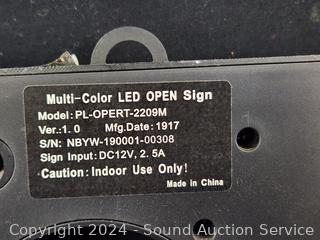 Multi-Color LED OPEN Sign
Model: PL-OPERT-2209M
Ver.: 1. 0 Mfg.Date: 1917
S/N: NBYW-190001-00308
Sign Input: DC12V, 2. 5A
Caution: Indoor Use Only!
Made in China
Copyright © 2024 - Sound Auction Service